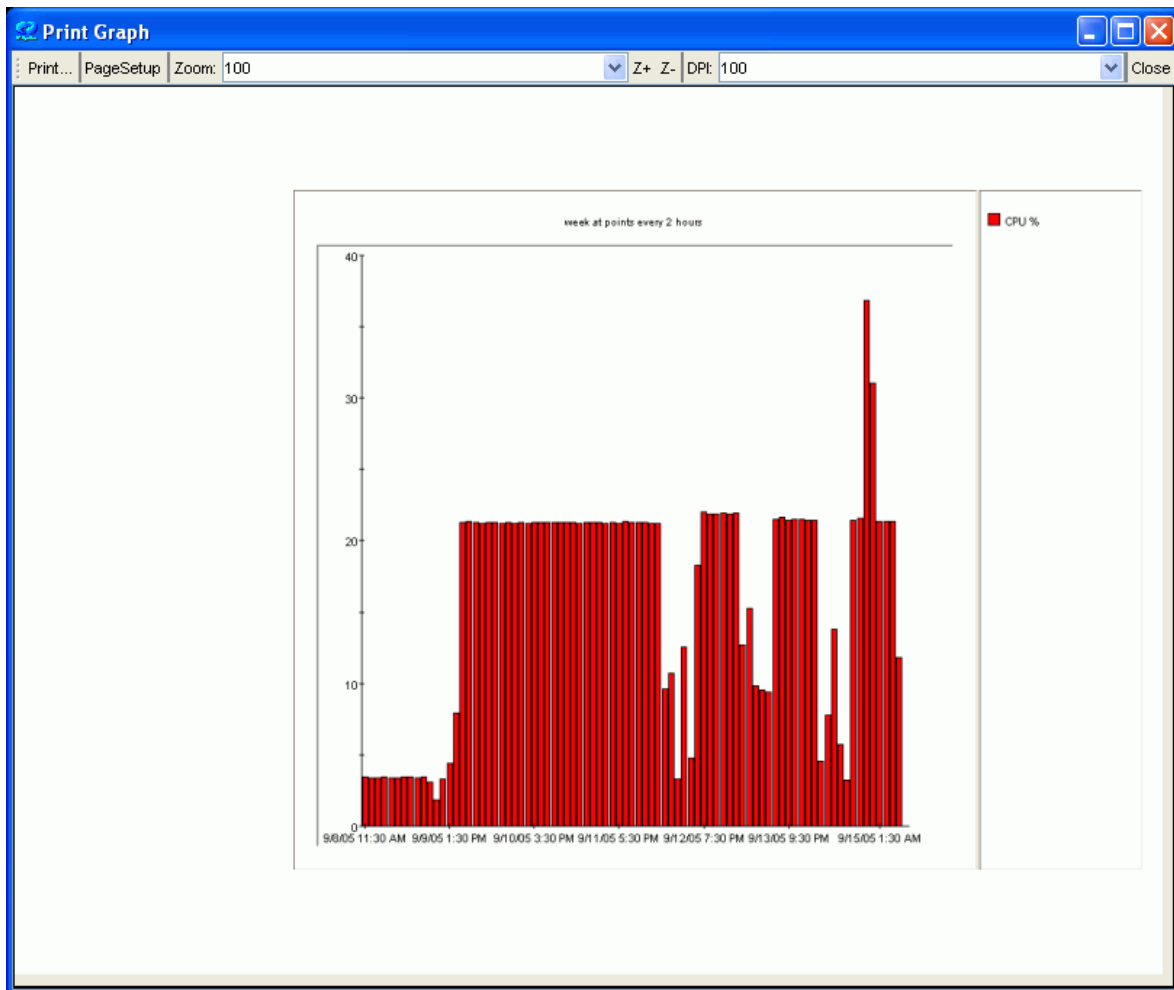 Print Graph
Print... PageSetup Zoom: 100 Z+ Z- DPI: 100 Close
week at points every 2 hours
CPU %
40
30
20
10
0
9/8/05 11:30 AM 9/9/05 1:30 PM 9/10/05 3:30 PM 9/11/05 5:30 PM 9/12/05 7:30 PM 9/13/05 9:30 PM 9/15/05 1:30 AM